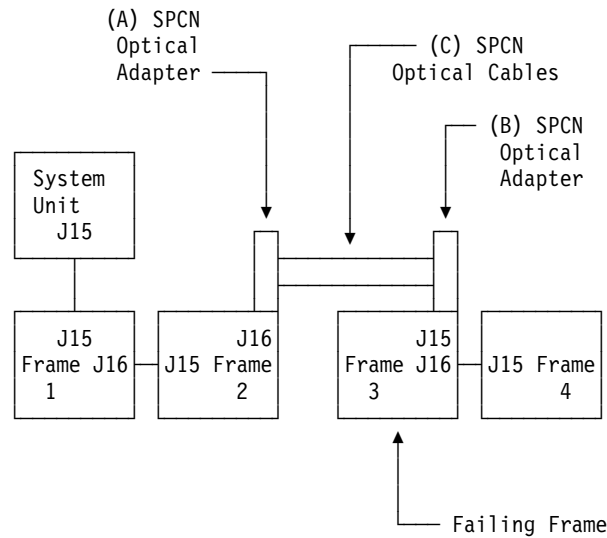 (A) SPCN
Optical
Adapter
(C) SPCN
Optical Cables
(B) SPCN
Optical
Adapter
System
Unit
J15
J15
Frame J16
1
J16
J15 Frame
2
J15
Frame J16
3
J15 Frame
4
Failing Frame